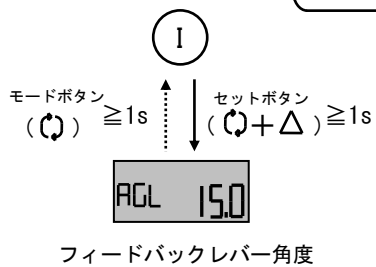 I
モードボタン
(🗘) ≧1s
セットボタン
(🗘+△) ≧1s
AGL 15.0
フィードバックレバー角度